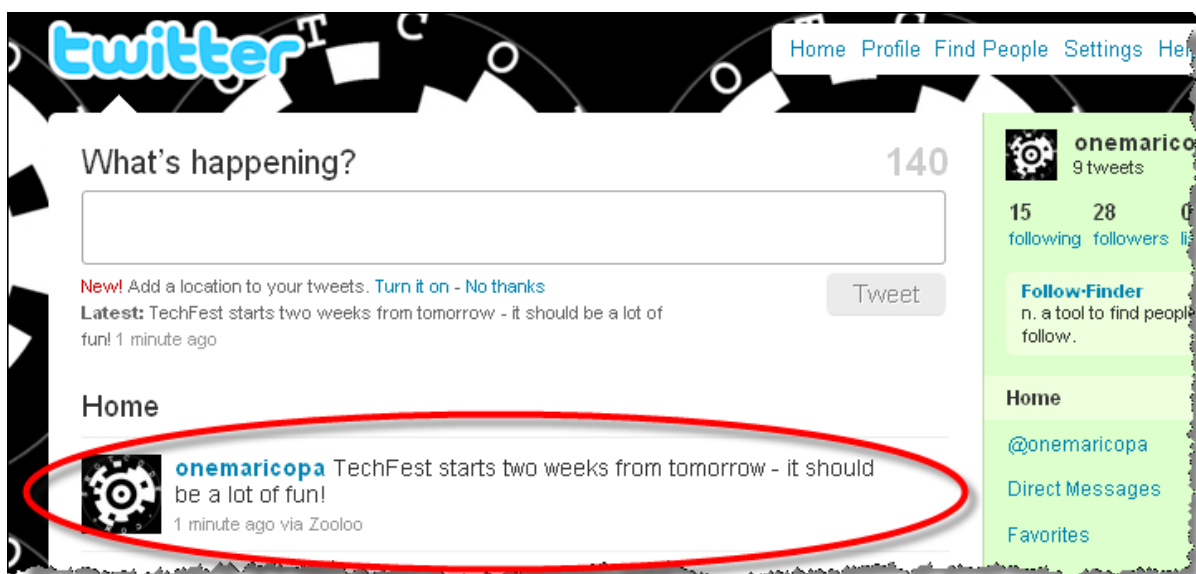 twitter
T C O O
Home Profile Find People Settings
What's happening?
140
New! Add a location to your tweets. Turn it on - No thanks
Latest: TechFest starts two weeks from tomorrow - it should be a lot of
fun! 1 minute ago
Tweet
Home
onemaricopa TechFest starts two weeks from tomorrow - it should
be a lot of fun!
1 minute ago via Zooloo
onemarico
9 tweets
15 28
following followers
Follow·Finder
n. a tool to find people
follow.
Home
@onemaricopa
Direct Messages
Favorites